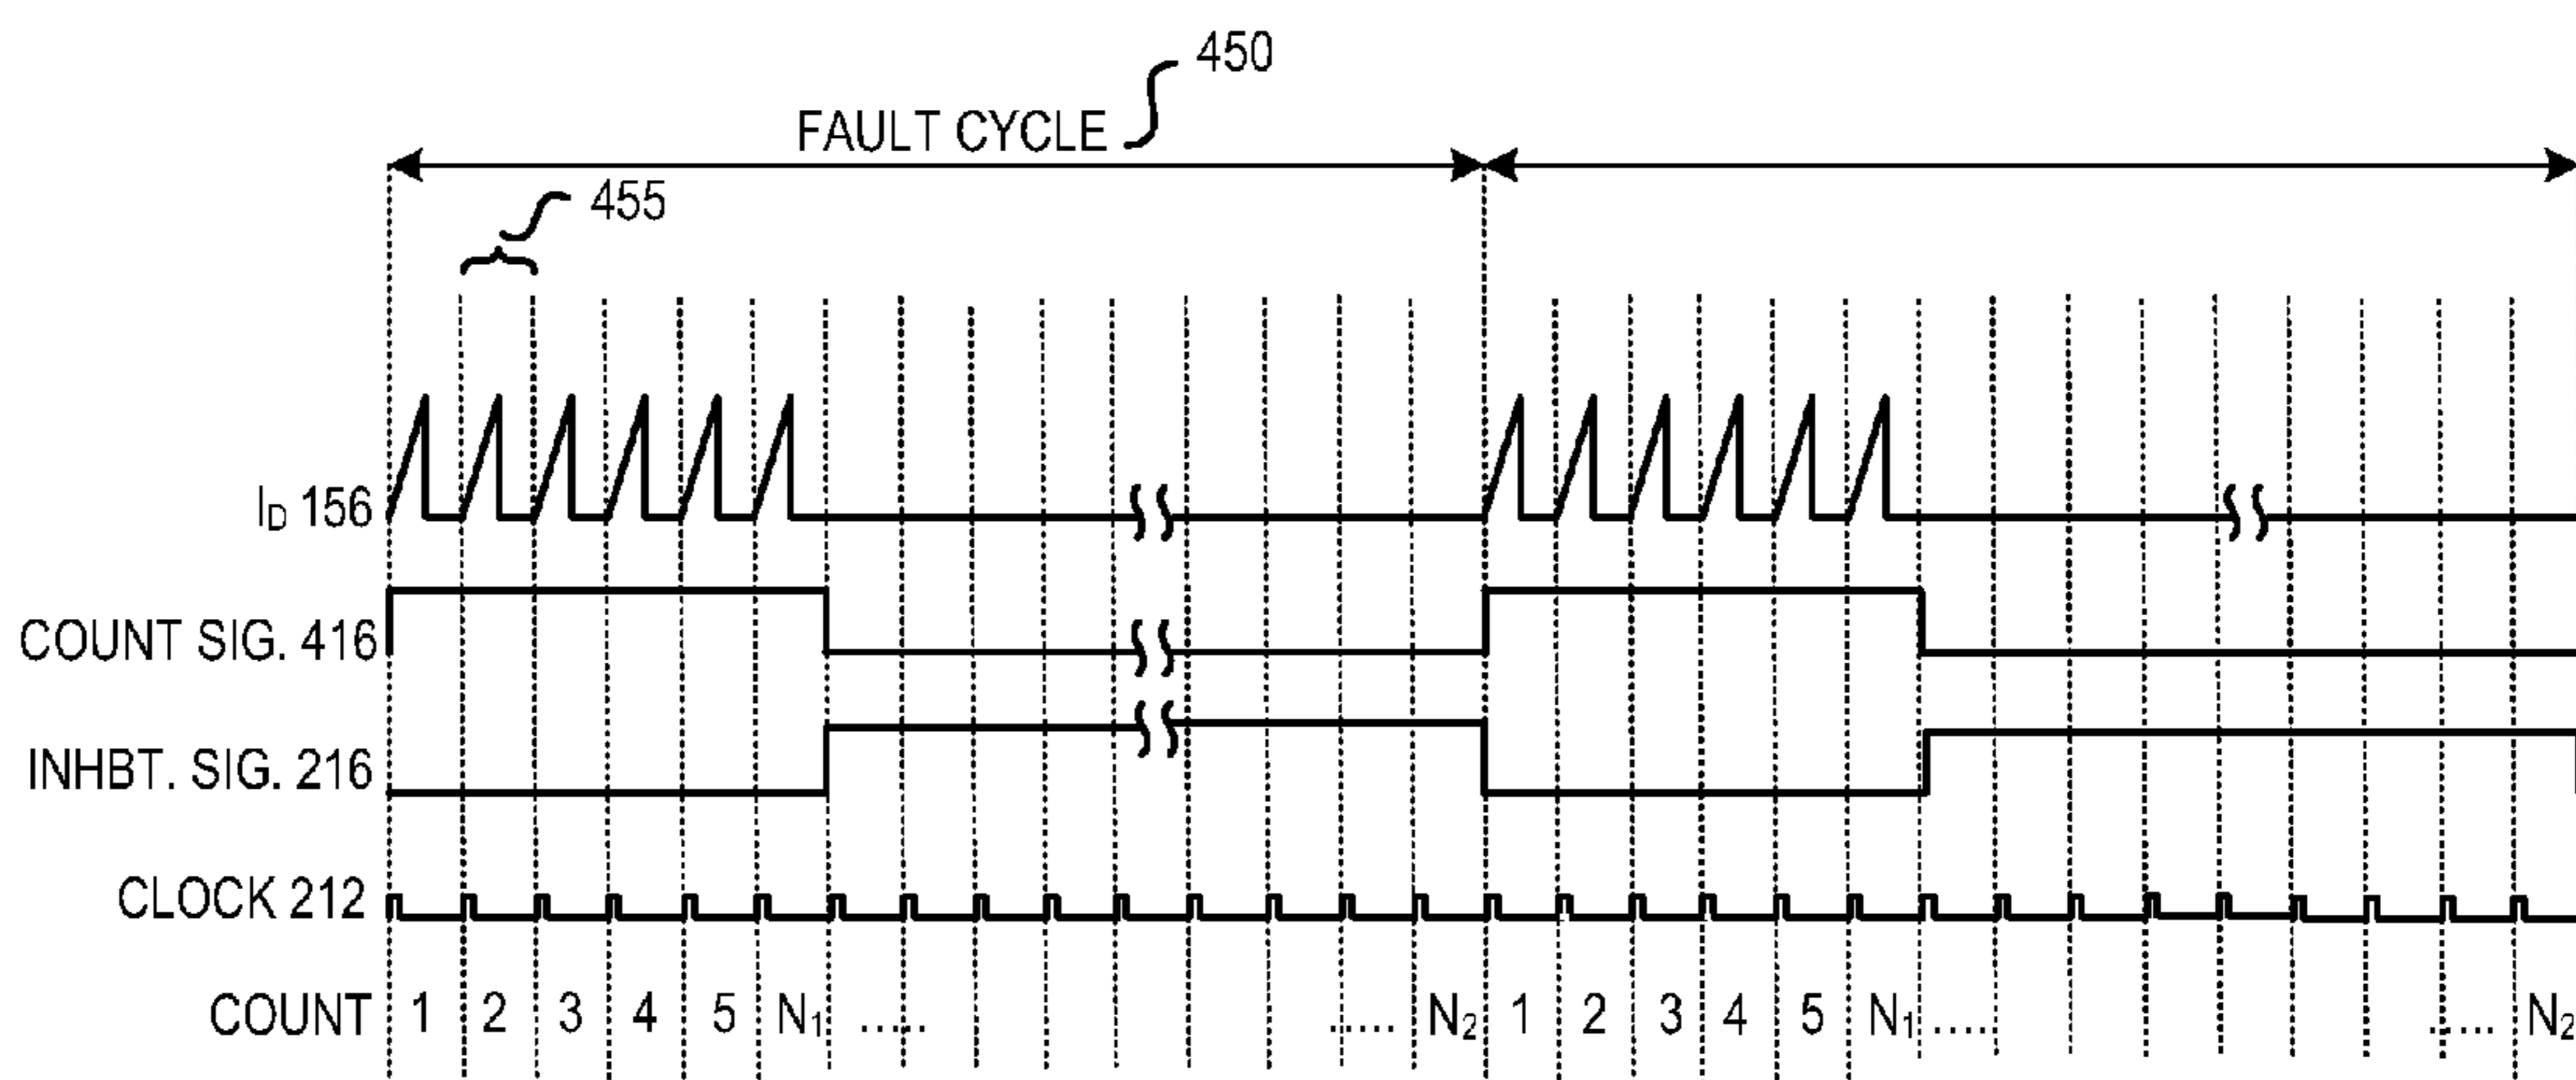 450
FAULT CYCLE
455
I_D 156
COUNT SIG. 416
INHBT. SIG. 216
CLOCK 212
COUNT 1 2 3 4 5 N₁ ..... ..... N₂ 1 2 3 4 5 N₁ ..... ..... N₂